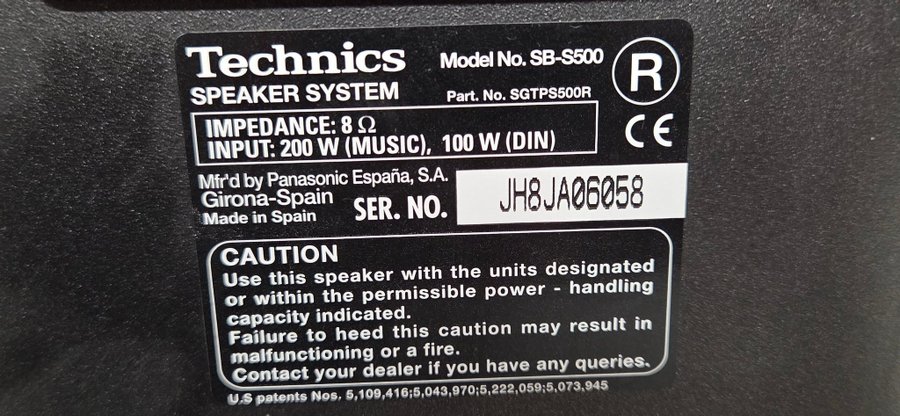 Technics
Model No. SB-S500
R
SPEAKER SYSTEM
Part. No. SGTPS500R
IMPEDANCE: 8 Ω
INPUT: 200 W (MUSIC), 100 W (DIN)
CE
Mfr'd by Panasonic España, S.A.
Girona-Spain
Made in Spain
SER. NO.
JH8JA06058
CAUTION
Use this speaker with the units designated
or within the permissible power - handling
capacity indicated.
Failure to heed this caution may result in
malfunctioning or a fire.
Contact your dealer if you have any queries.
U.S patents Nos. 5,109,416;5,043,970;5,222,059;5,073,945